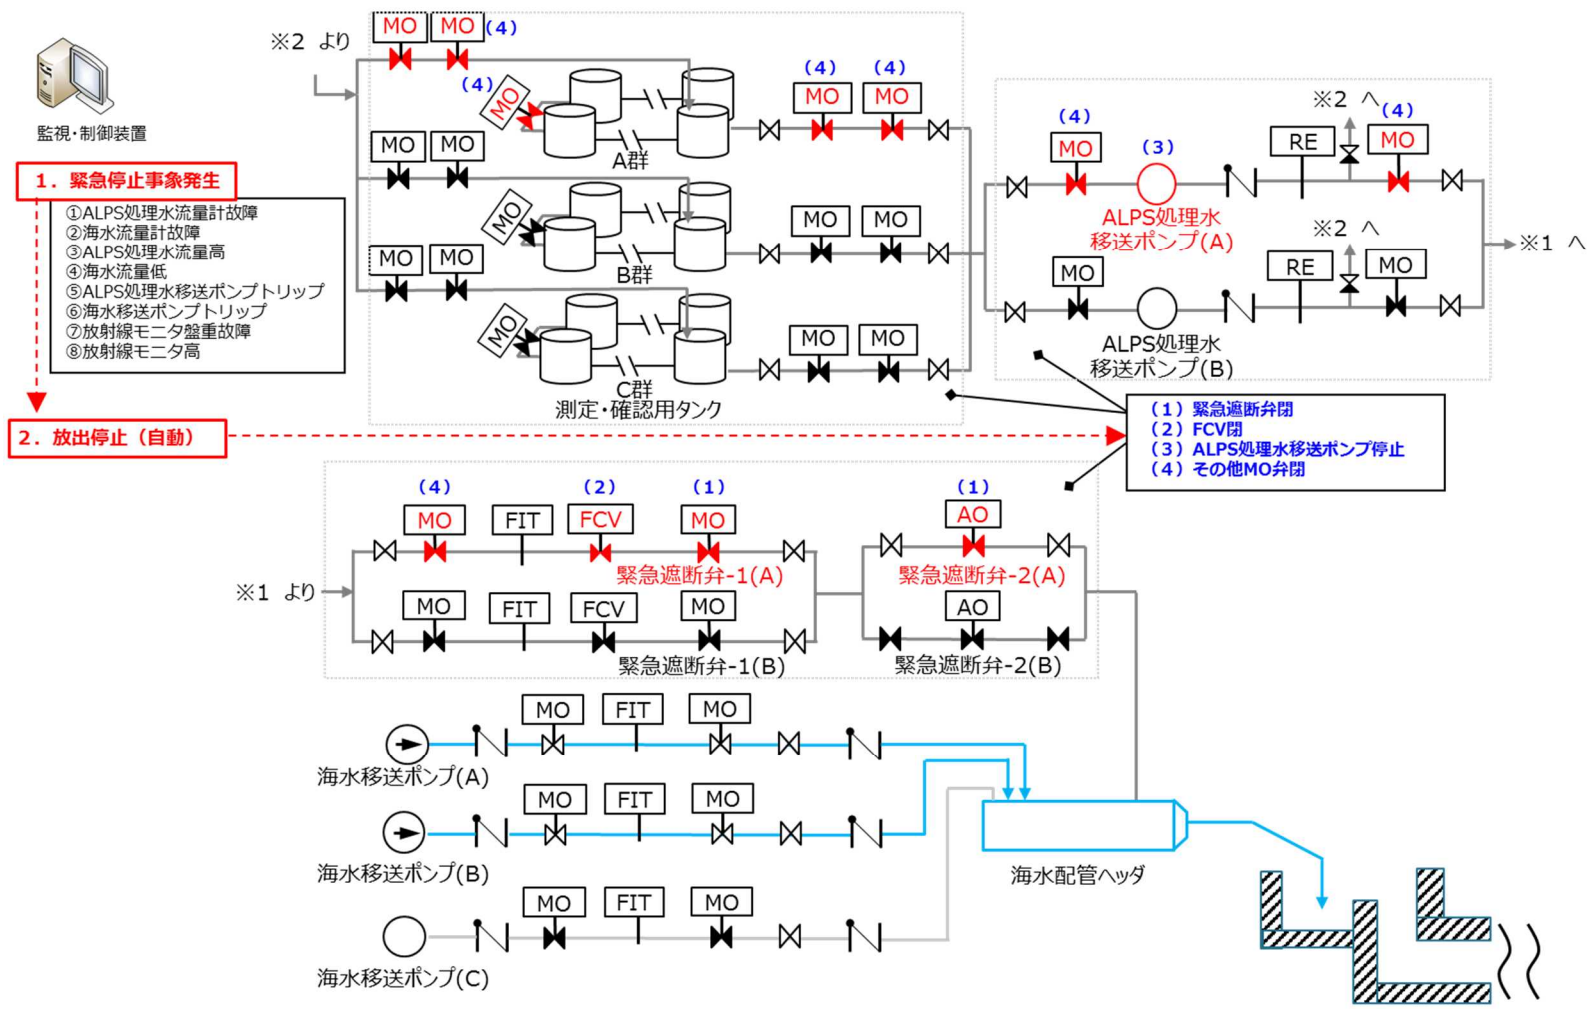 ※2 より
MO
MO
(4)
(4)
MO
A群
(4)
(4)
MO
MO
監視・制御装置
1．緊急停止事象発生
①ALPS処理水流量計故障
②海水流量計故障
③ALPS処理水流量高
④海水流量低
⑤ALPS処理水移送ポンプトリップ
⑥海水移送ポンプトリップ
⑦放射線モニタ盤重故障
⑧放射線モニタ高
2．放出停止（自動）
MO
MO
MO
B群
MO
MO
MO
MO
MO
C群
MO
MO
測定・確認用タンク
(4)
MO
(3)
ALPS処理水
移送ポンプ(A)
RE
※2 へ
(4)
MO
MO
ALPS処理水
移送ポンプ(B)
RE
※2 へ
MO
※1 へ
（1）緊急遮断弁閉
（2）FCV閉
（3）ALPS処理水移送ポンプ停止
（4）その他MO弁閉
※1 より
(4)
MO
FIT
(2)
FCV
(1)
MO
緊急遮断弁-1(A)
(1)
AO
緊急遮断弁-2(A)
MO
FIT
FCV
MO
緊急遮断弁-1(B)
AO
緊急遮断弁-2(B)
MO
FIT
MO
海水移送ポンプ(A)
MO
FIT
MO
海水移送ポンプ(B)
MO
FIT
MO
海水移送ポンプ(C)
海水配管ヘッダ